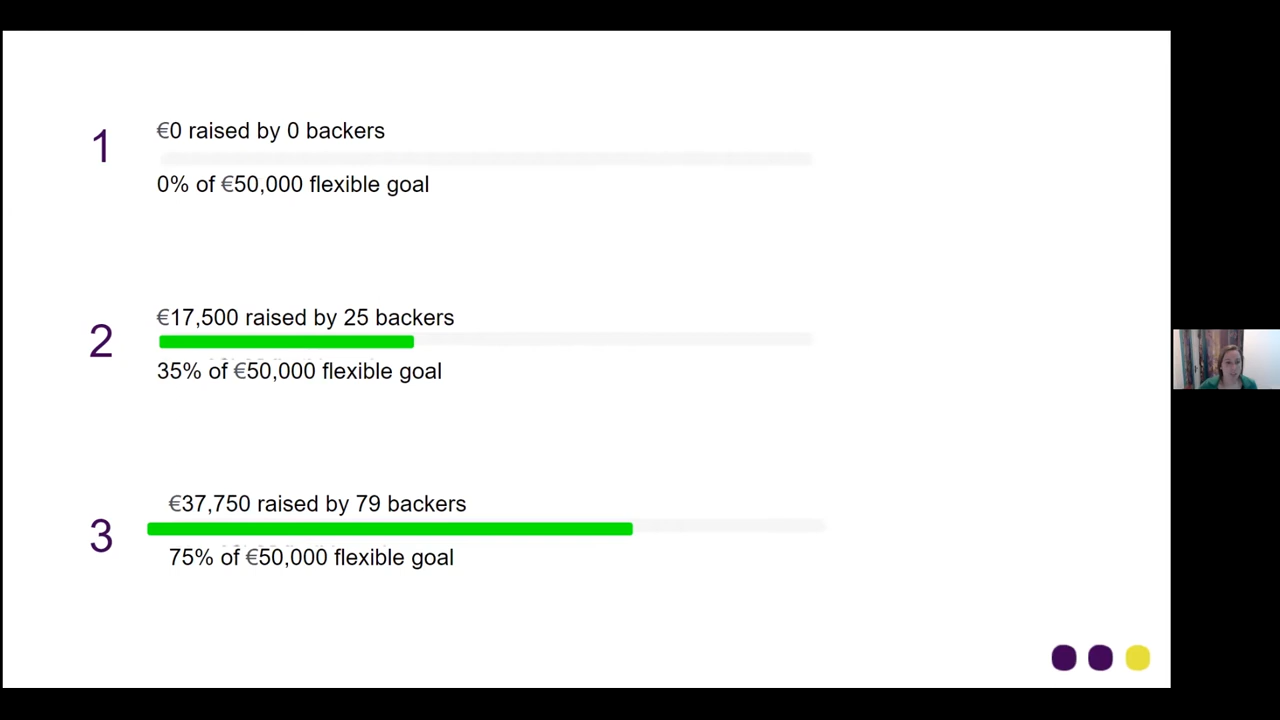 1
€0 raised by 0 backers
0% of €50,000 flexible goal
2
€17,500 raised by 25 backers
35% of €50,000 flexible goal
3
€37,750 raised by 79 backers
75% of €50,000 flexible goal